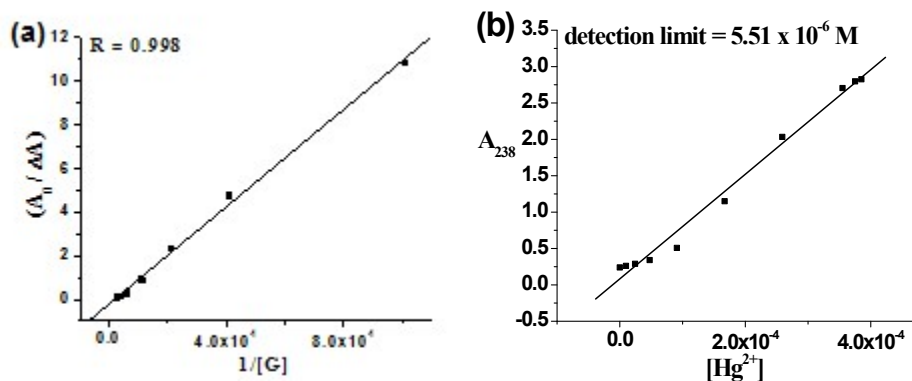 (a)
R = 0.998
12
10
8
6
4
2
0
(A₀ / ΔA)
0.0 4.0x10⁴ 8.0x10⁴
1/[G]
(b)
detection limit = 5.51 x 10⁻⁶ M
3.5
3.0
2.5
2.0
1.5
1.0
0.5
0.0
-0.5
A₂₃₈
0.0 2.0x10⁻⁴ 4.0x10⁻⁴
[Hg²⁺]